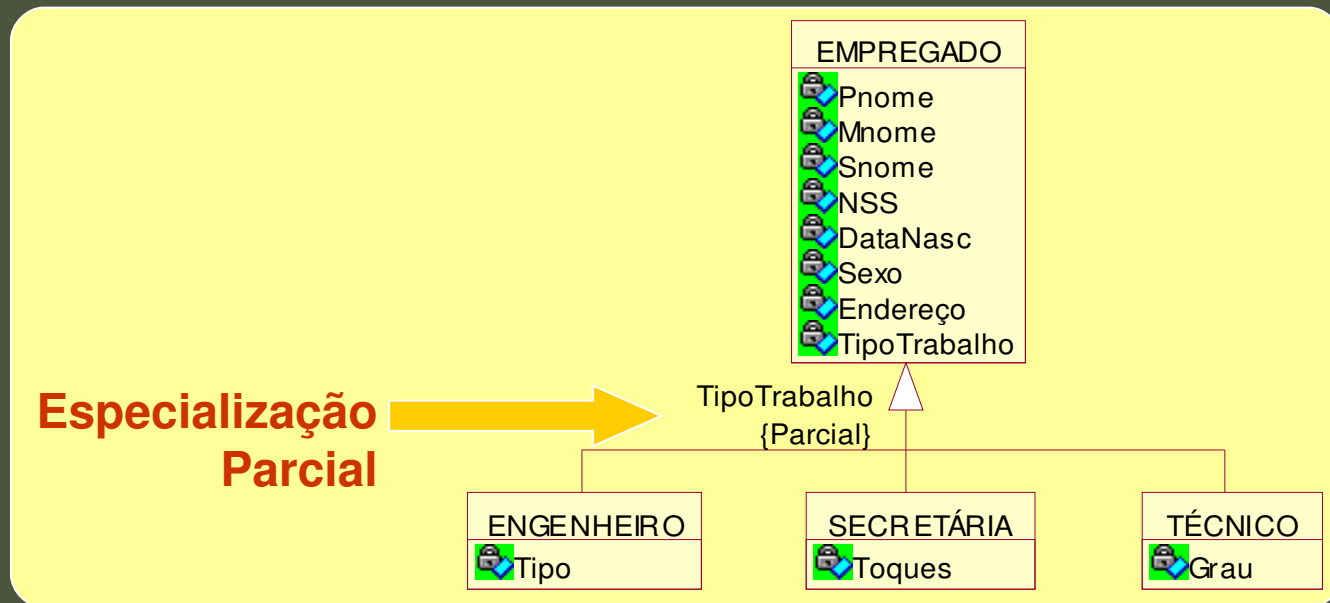 EMPREGADO
Pnome
Mnome
Snome
NSS
DataNasc
Sexo
Endereço
TipoTrabalho
Especialização
Parcial
TipoTrabalho
{Parcial}
ENGENHEIRO
Tipo
SECRETÁRIA
Toques
TÉCNICO
Grau